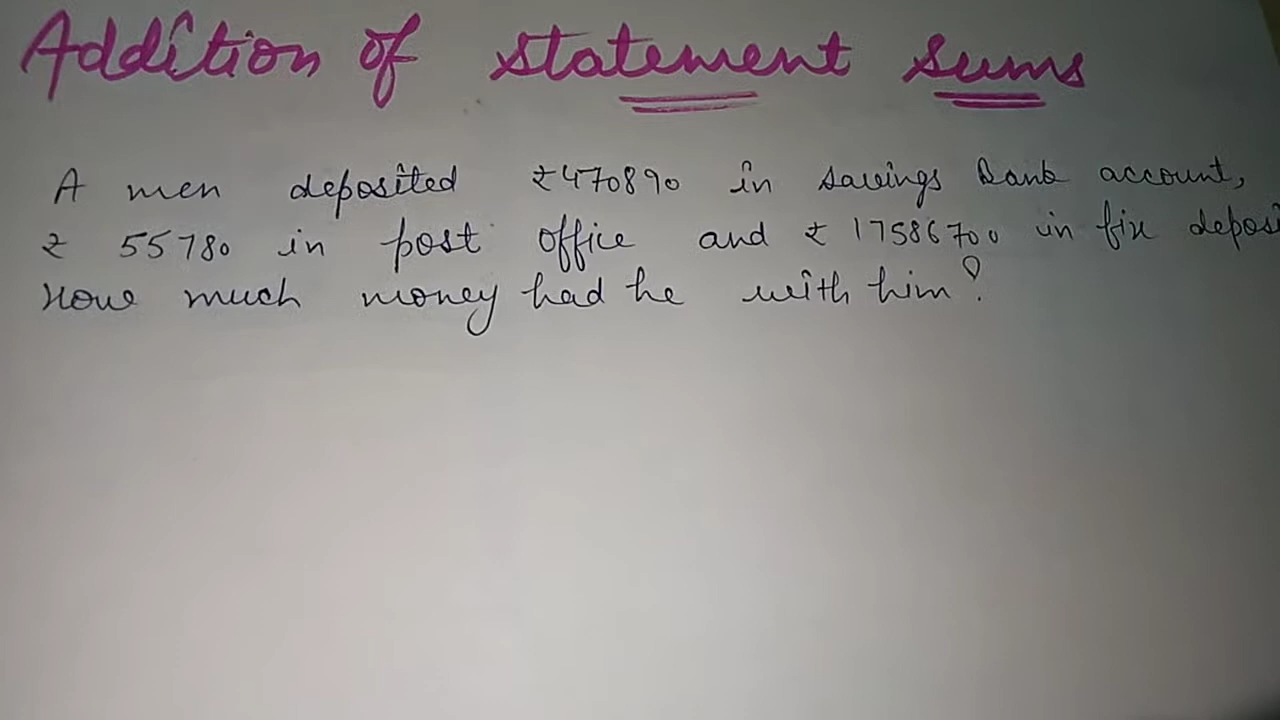 Addition of statement sums
A men deposited ₹470890 in savings Bank account,
₹ 55780 in post office and ₹ 17586700 in fix deposi
How much money had he with him?